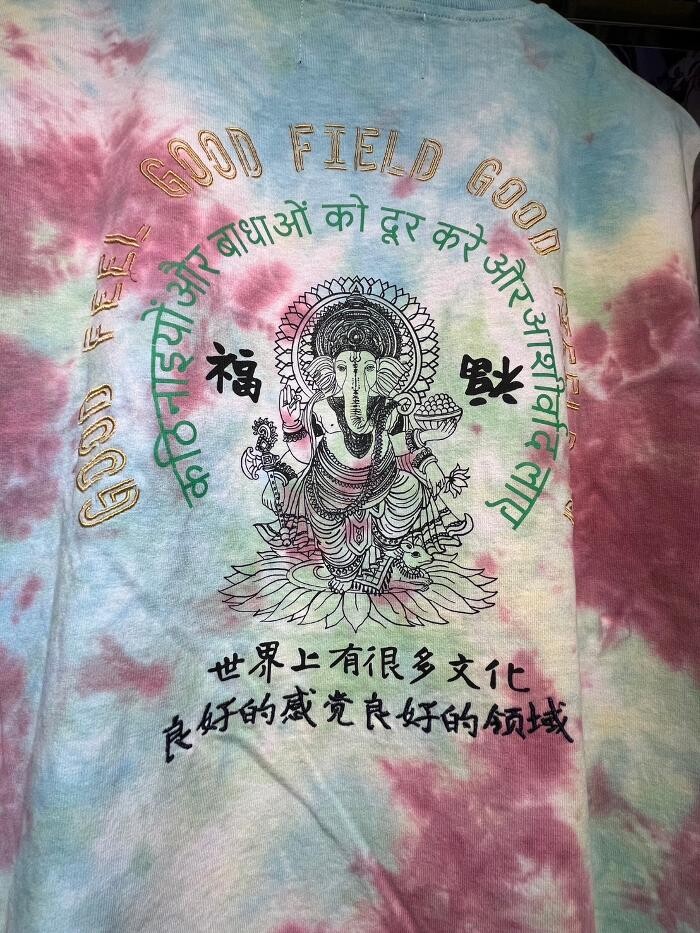 GOOD FEEL GOOD FIELD GOOD
कठिनाइयों और बाधाओं को दूर करे और आशीर्वाद लाए
福
福
世界上有很多文化
良好的感觉良好的领域